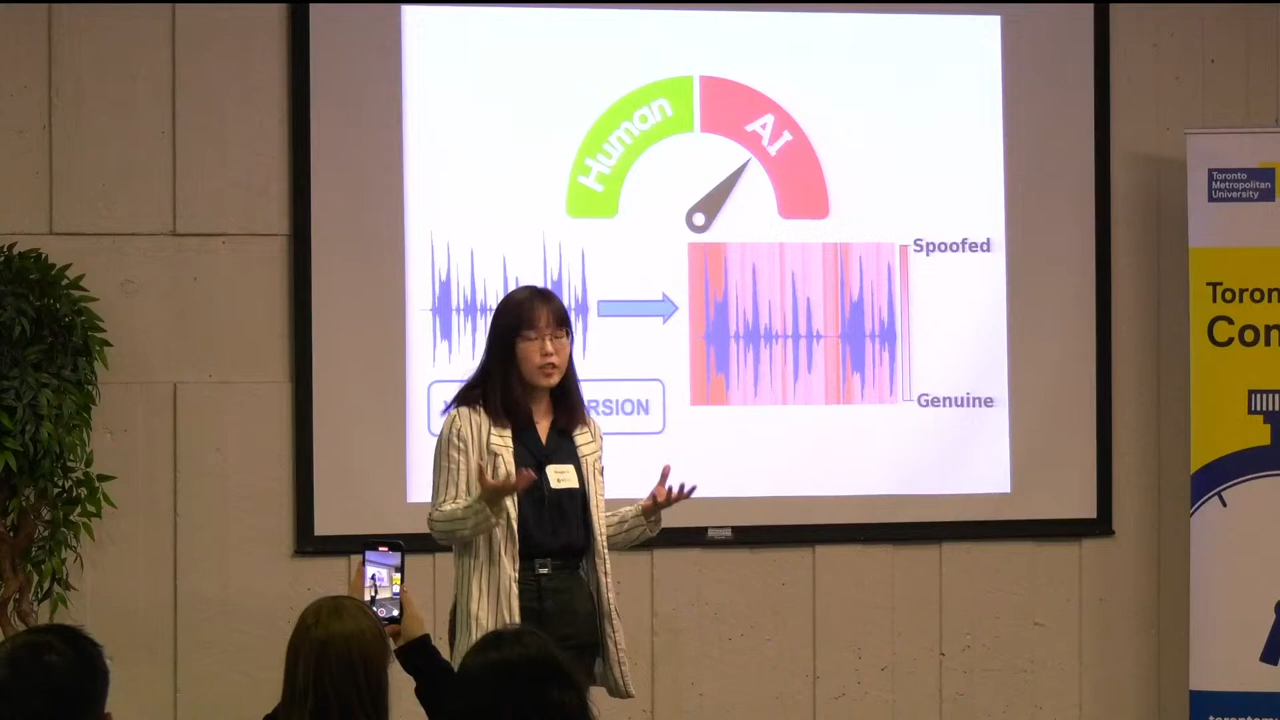 Human
AI
Spoofed
Genuine
RSION
Toronto
Metropolitan
University
Toron
Con